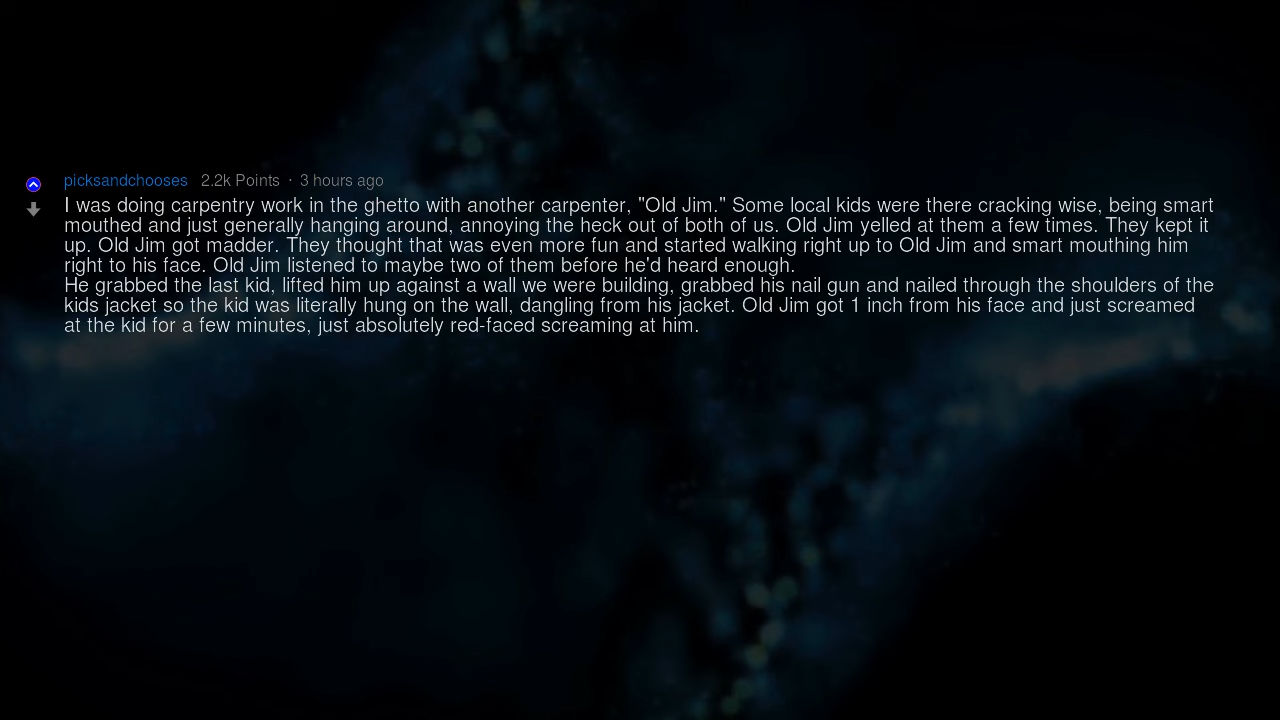 picksandchooses 2.2k Points · 3 hours ago
I was doing carpentry work in the ghetto with another carpenter, "Old Jim." Some local kids were there cracking wise, being smart
mouthed and just generally hanging around, annoying the heck out of both of us. Old Jim yelled at them a few times. They kept it
up. Old Jim got madder. They thought that was even more fun and started walking right up to Old Jim and smart mouthing him
right to his face. Old Jim listened to maybe two of them before he'd heard enough.
He grabbed the last kid, lifted him up against a wall we were building, grabbed his nail gun and nailed through the shoulders of the
kids jacket so the kid was literally hung on the wall, dangling from his jacket. Old Jim got 1 inch from his face and just screamed
at the kid for a few minutes, just absolutely red-faced screaming at him.